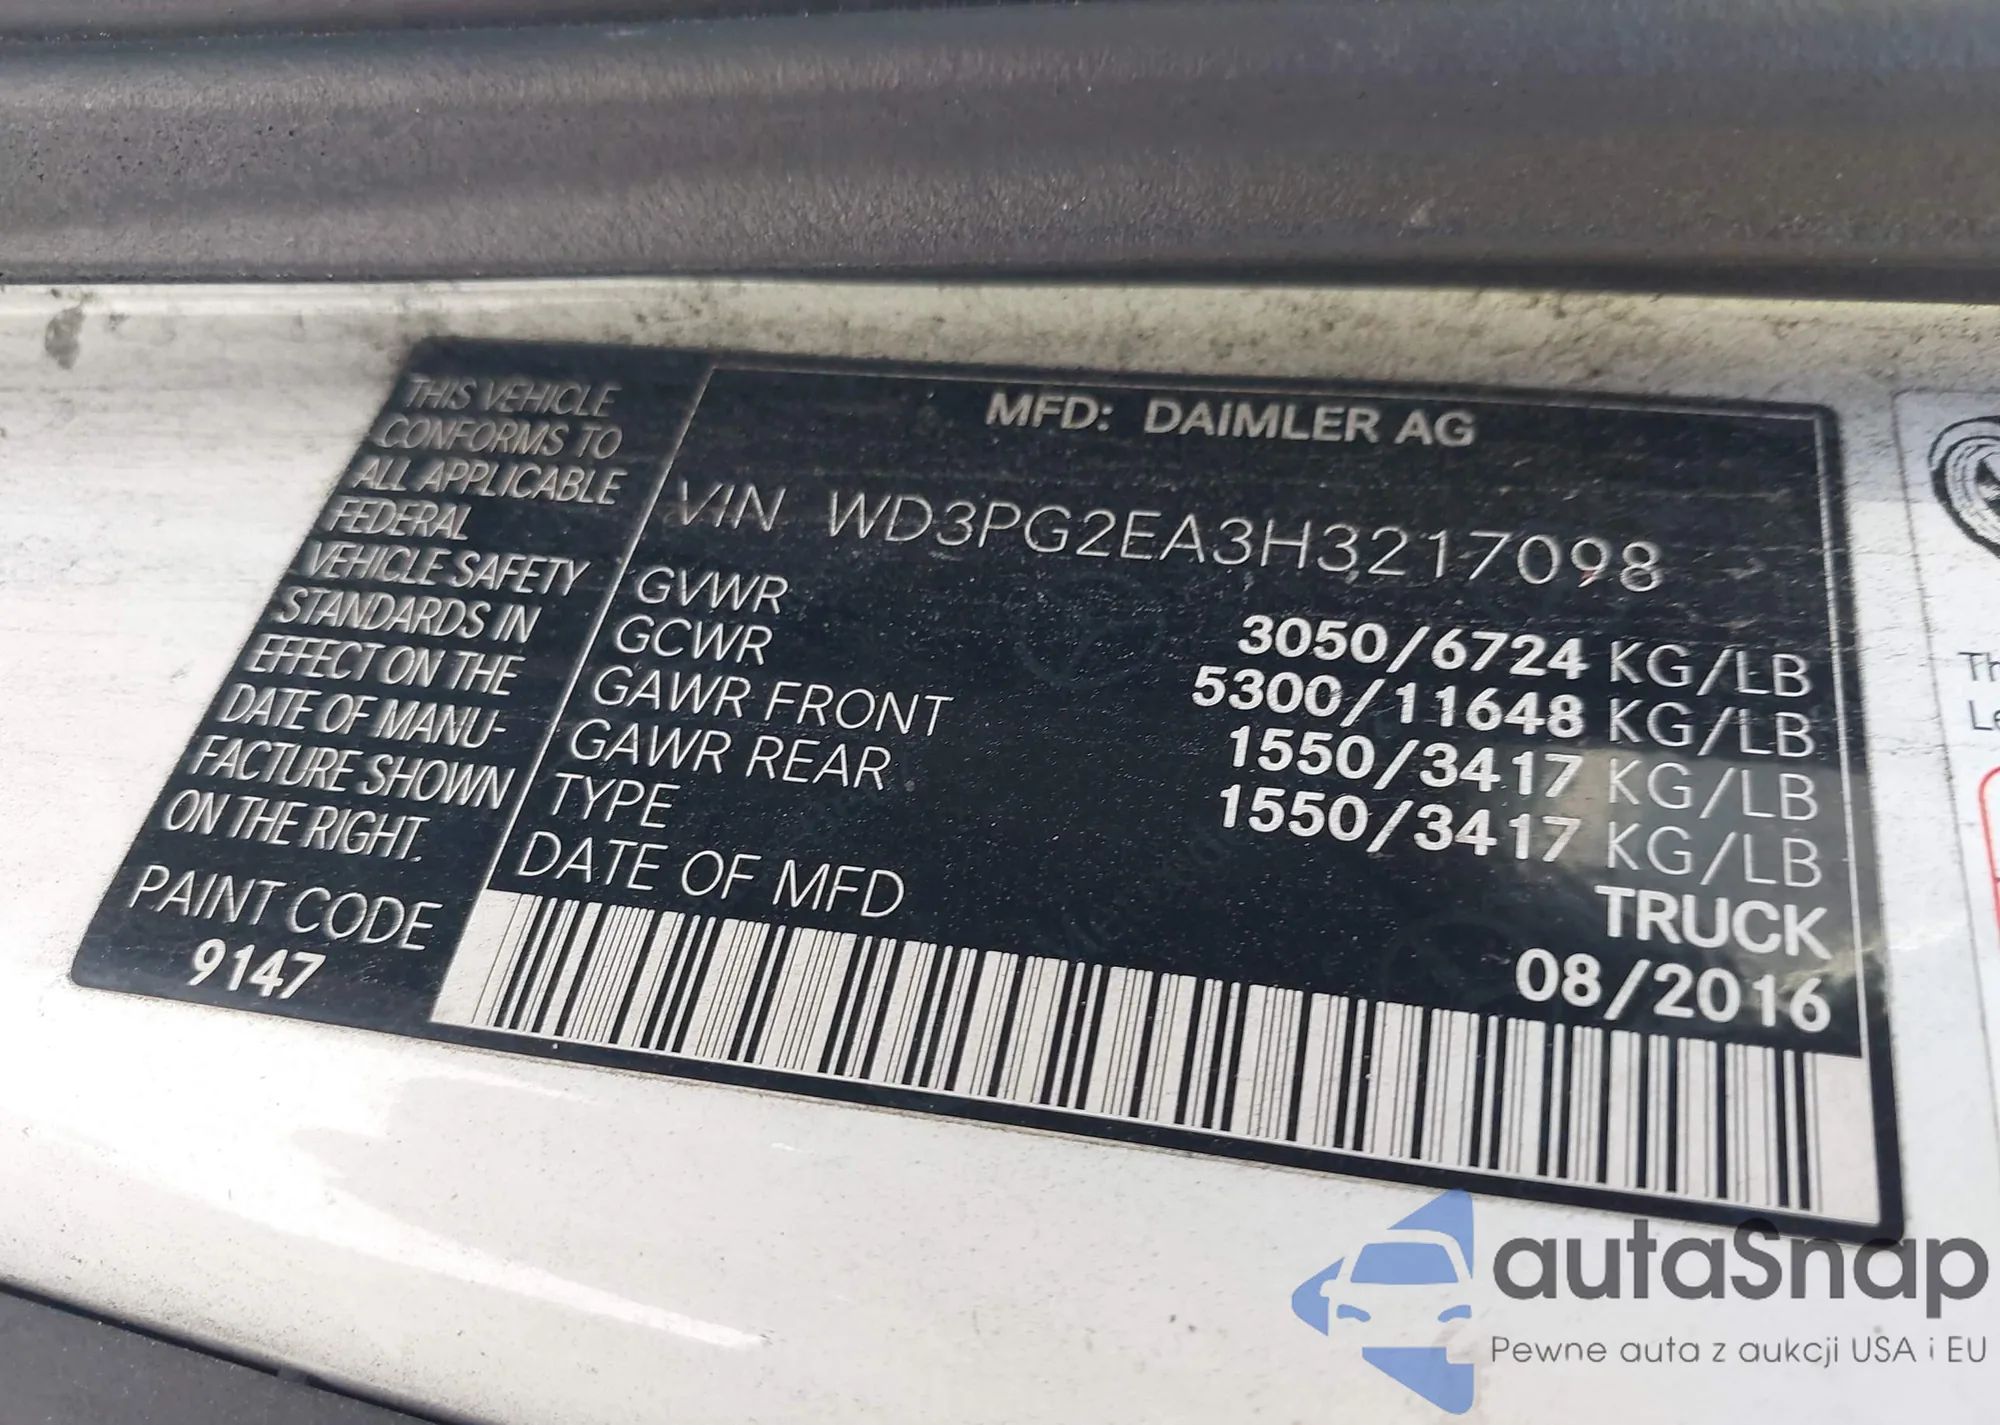 THIS VEHICLE
CONFORMS TO
ALL APPLICABLE
FEDERAL
VEHICLE SAFETY
STANDARDS IN
EFFECT ON THE
DATE OF MANU-
FACTURE SHOWN
ON THE RIGHT.
PAINT CODE
9147
MFD: DAIMLER AG
VIN WD3PG2EA3H3217098
GVWR 3050/6724 KG/LB
GCWR 5300/11648 KG/LB
GAWR FRONT 1550/3417 KG/LB
GAWR REAR 1550/3417 KG/LB
TYPE TRUCK
DATE OF MFD 08/2016
autaSnap
Pewne auta z aukcji USA i EU